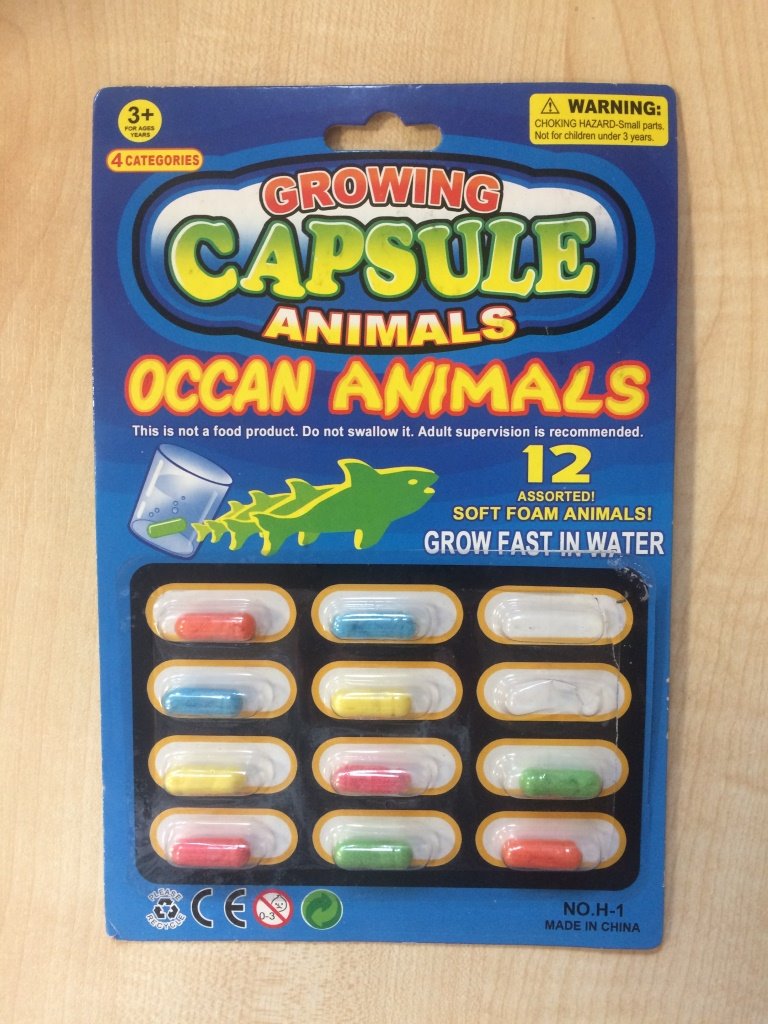 3+
FOR AGES
YEARS
4 CATEGORIES
⚠ WARNING:
CHOKING HAZARD-Small parts.
Not for children under 3 years.
GROWING
CAPSULE
ANIMALS
OCCAN ANIMALS
This is not a food product. Do not swallow it. Adult supervision is recommended.
12
ASSORTED!
SOFT FOAM ANIMALS!
GROW FAST IN WATER
PLEASE
RECYCLE
CE
0-3
NO.H-1
MADE IN CHINA